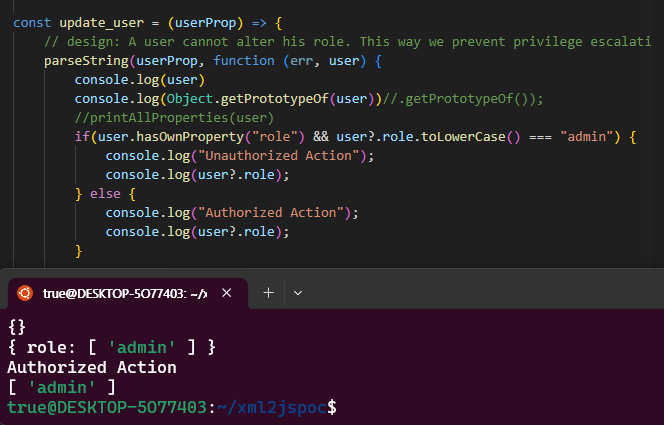 const update_user = (userProp) => {
// design: A user cannot alter his role. This way we prevent privilege escalati
parseString(userProp, function (err, user) {
console.log(user)
console.log(Object.getPrototypeOf(user))//.getPrototypeOf());
//printAllProperties(user)
if(user.hasOwnProperty("role") && user?.role.toLowerCase() === "admin") {
console.log("Unauthorized Action");
console.log(user?.role);
} else {
console.log("Authorized Action");
console.log(user?.role);
}
true@DESKTOP-5O77403: ~/x
{}
{ role: [ 'admin' ] }
Authorized Action
[ 'admin' ]
true@DESKTOP-5O77403:~/xml2jspoc$